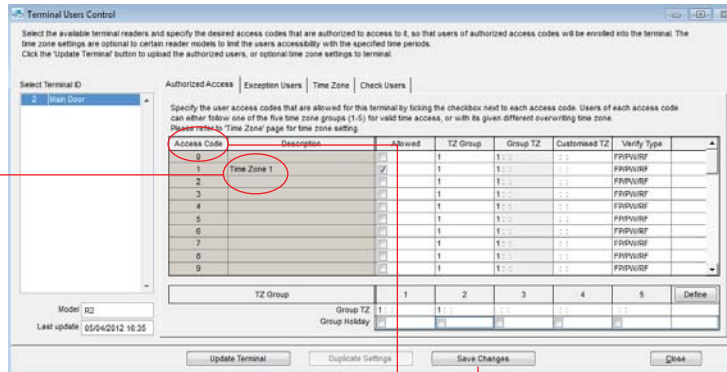 Terminal Users Control
Select the available terminal readers and specify the desired access codes that are authorized to access to it, so that users of authorized access codes will be enrolled into the terminal. The
time zone settings are optional to certain reader models to limit the users accessibility with the specified time periods.
Click the 'Update Terminal' button to upload the authorized users, or optional time zone settings to terminal.
Select Terminal ID
2 Main Door
Authorized Access Exception Users Time Zone Check Users
Specify the user access codes that are allowed for this terminal by ticking the checkbox next to each access code. Users of each access code
can either follow one of the five time zone groups (1-5) for valid time access, or with its given different overwriting time zone.
Please refer to 'Time Zone' page for time zone setting.
Access Code Description Allowed TZ Group Group TZ Customised TZ Verify Type
0 1 1 : : : : FP/PW/RF
1 Time Zone 1 1 1 : : : : FP/PW/RF
2 1 1 : : : : FP/PW/RF
3 1 1 : : : : FP/PW/RF
4 1 1 : : : : FP/PW/RF
5 1 1 : : : : FP/PW/RF
6 1 1 : : : : FP/PW/RF
7 1 1 : : : : FP/PW/RF
8 1 1 : : : : FP/PW/RF
9 1 1 : : : : FP/PW/RF
TZ Group 1 2 3 4 5 Define
Group TZ 1 : : 1 : : : : : : : :
Group Holiday
Model R2
Last update 05/04/2012 16:35
Update Terminal Duplicate Settings Save Changes Close